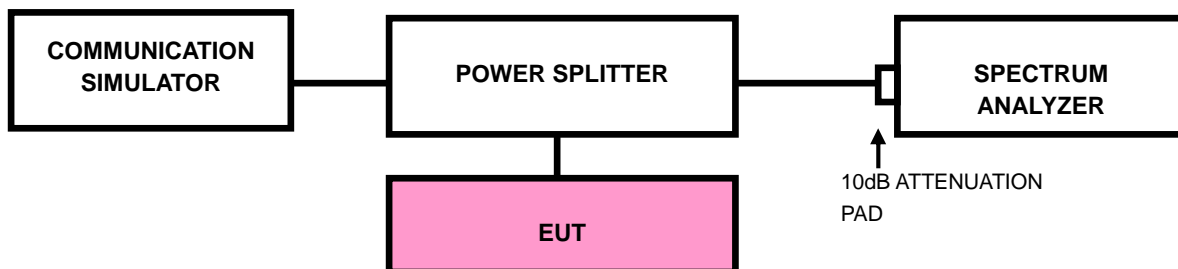 COMMUNICATION
SIMULATOR
POWER SPLITTER
SPECTRUM
ANALYZER
10dB ATTENUATION
PAD
EUT